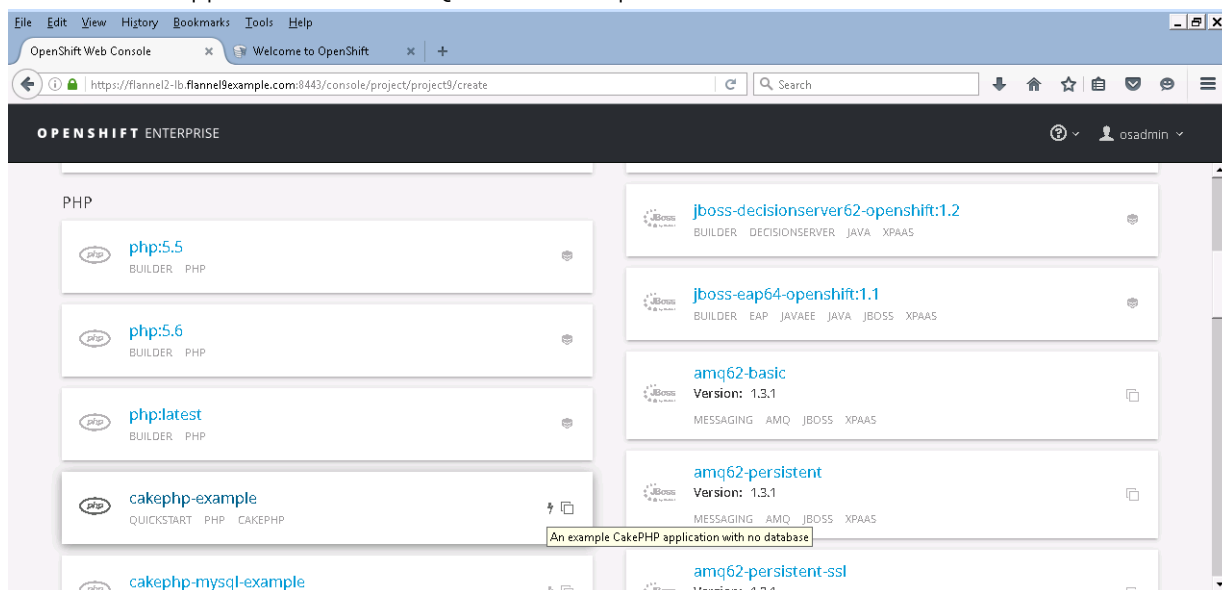 File Edit View History Bookmarks Tools Help
OpenShift Web Console × Welcome to OpenShift × +
https://flannel2-lb.flannel9example.com:8443/console/project/project9/create
Search
OPENSHIFT ENTERPRISE
osadmin
PHP
php:5.5
BUILDER PHP
php:5.6
BUILDER PHP
php:latest
BUILDER PHP
cakephp-example
QUICKSTART PHP CAKEPHP
An example CakePHP application with no database
cakephp-mysql-example
jboss-decisionserver62-openshift:1.2
BUILDER DECISIONSERVER JAVA XPAAS
jboss-eap64-openshift:1.1
BUILDER EAP JAVAEE JAVA JBOSS XPAAS
amq62-basic
Version: 1.3.1
MESSAGING AMQ JBOSS XPAAS
amq62-persistent
Version: 1.3.1
MESSAGING AMQ JBOSS XPAAS
amq62-persistent-ssl
Version: 1.3.1